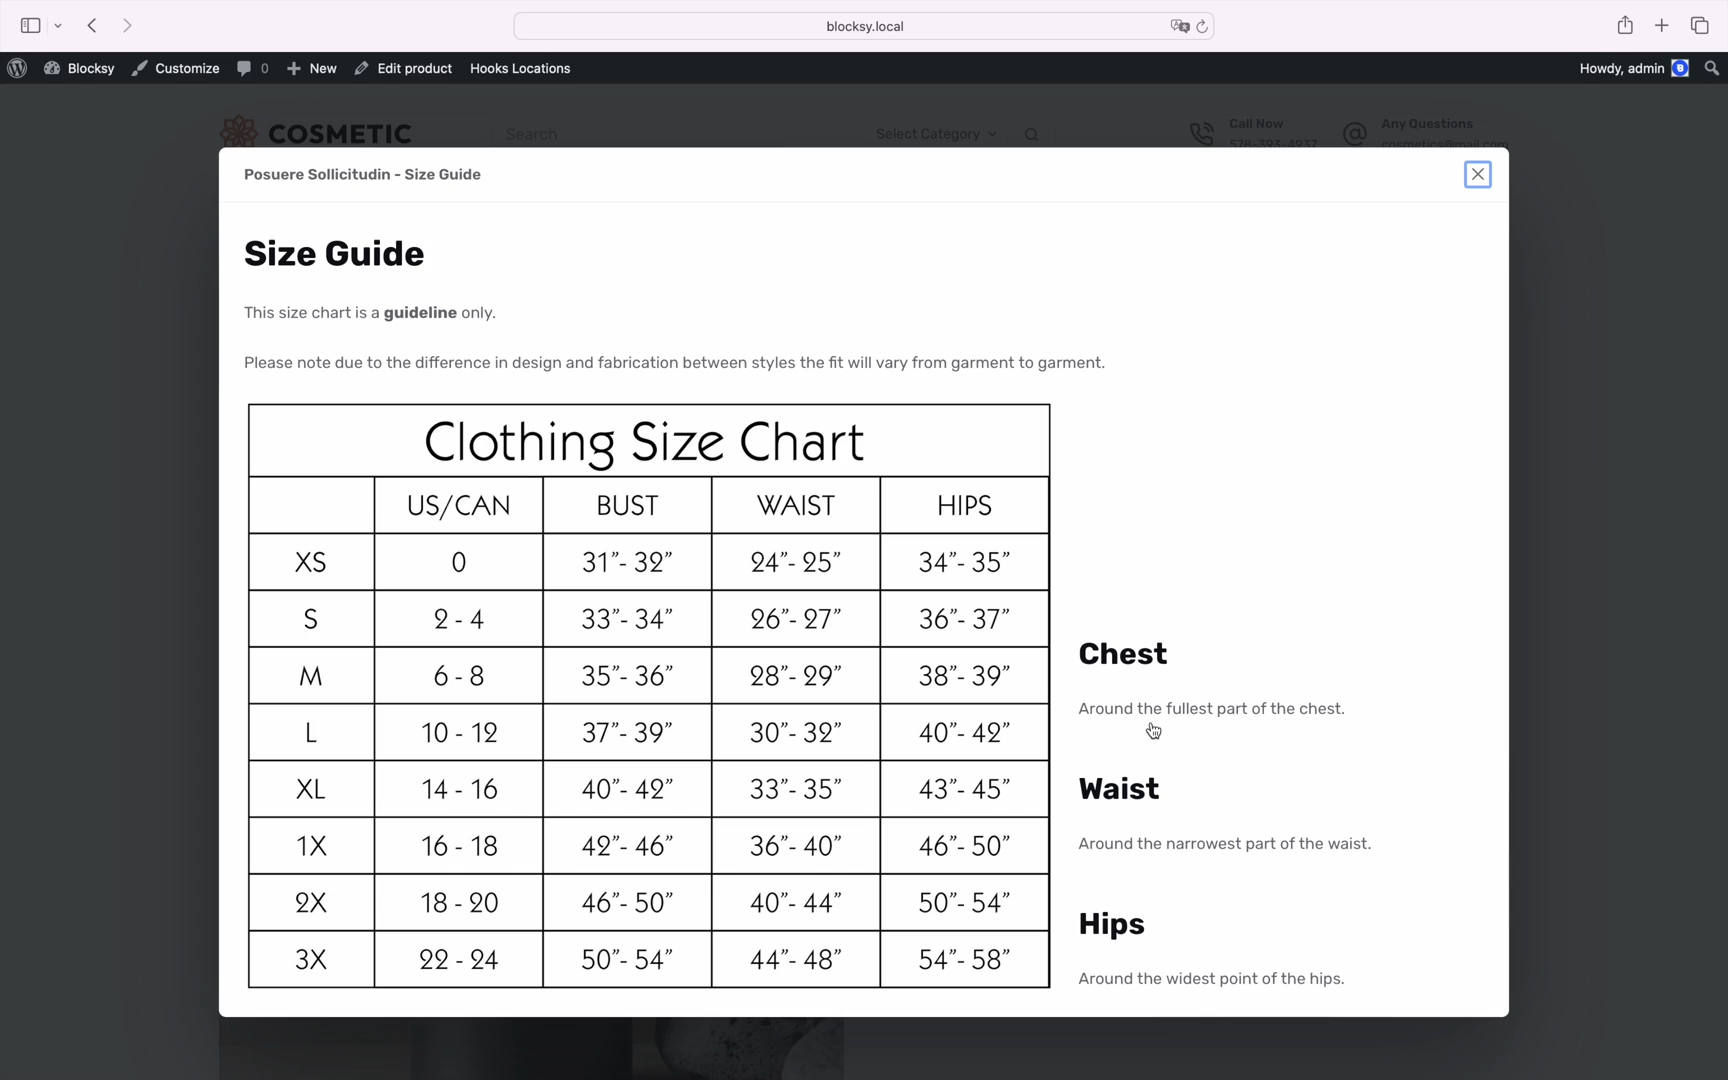 blocksy.local
Blocksy Customize 0 New Edit product Hooks Locations Howdy, admin
COSMETIC Search Select Category Call Now Any Questions
578-393-4937 cosmetics@mail.com
Posuere Sollicitudin - Size Guide
Size Guide
This size chart is a guideline only.
Please note due to the difference in design and fabrication between styles the fit will vary from garment to garment.
Clothing Size Chart
US/CAN BUST WAIST HIPS
XS 0 31”- 32” 24”- 25” 34”- 35”
S 2 - 4 33”- 34” 26”- 27” 36”- 37”
M 6 - 8 35”- 36” 28”- 29” 38”- 39”
L 10 - 12 37”- 39” 30”- 32” 40”- 42”
XL 14 - 16 40”- 42” 33”- 35” 43”- 45”
1X 16 - 18 42”- 46” 36”- 40” 46”- 50”
2X 18 - 20 46”- 50” 40”- 44” 50”- 54”
3X 22 - 24 50”- 54” 44”- 48” 54”- 58”
Chest
Around the fullest part of the chest.
Waist
Around the narrowest part of the waist.
Hips
Around the widest point of the hips.